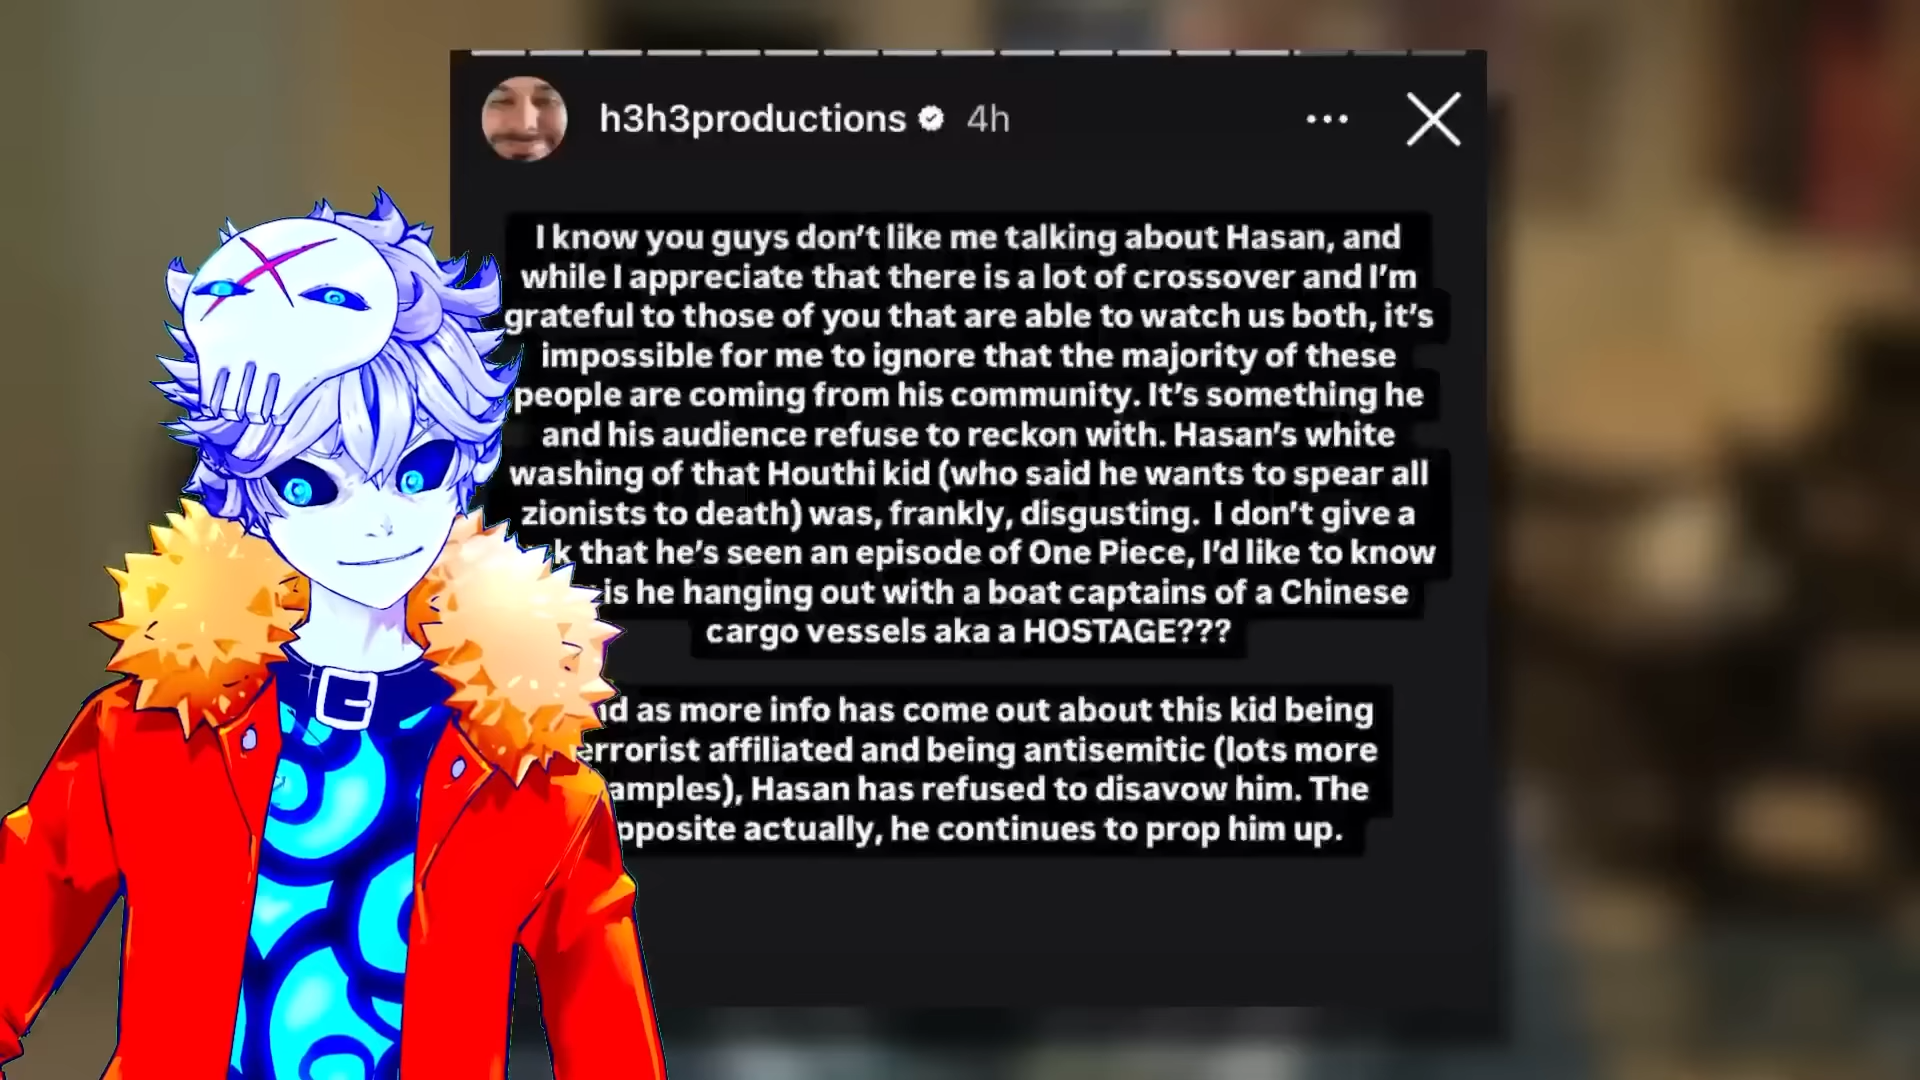 h3h3productions 4h
I know you guys don't like me talking about Hasan, and
while I appreciate that there is a lot of crossover and I'm
grateful to those of you that are able to watch us both, it's
impossible for me to ignore that the majority of these
people are coming from his community. It's something he
and his audience refuse to reckon with. Hasan's white
washing of that Houthi kid (who said he wants to spear all
zionists to death) was, frankly, disgusting. I don't give a
that he's seen an episode of One Piece, I'd like to know
is he hanging out with a boat captains of a Chinese
cargo vessels aka a HOSTAGE???
as more info has come out about this kid being
affiliated and being antisemitic (lots more
Hasan has refused to disavow him. The
actually, he continues to prop him up.